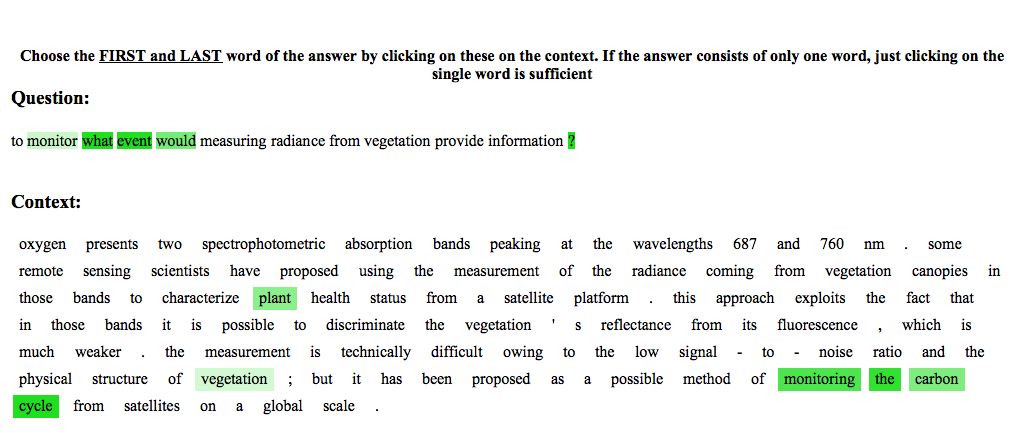 Choose the FIRST and LAST word of the answer by clicking on these on the context. If the answer consists of only one word, just clicking on the
single word is sufficient
Question:
to monitor what event would measuring radiance from vegetation provide information ?
Context:
oxygen presents two spectrophotometric absorption bands peaking at the wavelengths 687 and 760 nm . some
remote sensing scientists have proposed using the measurement of the radiance coming from vegetation canopies in
those bands to characterize plant health status from a satellite platform . this approach exploits the fact that
in those bands it is possible to discriminate the vegetation ' s reflectance from its fluorescence , which is
much weaker . the measurement is technically difficult owing to the low signal - to - noise ratio and the
physical structure of vegetation ; but it has been proposed as a possible method of monitoring the carbon
cycle from satellites on a global scale .